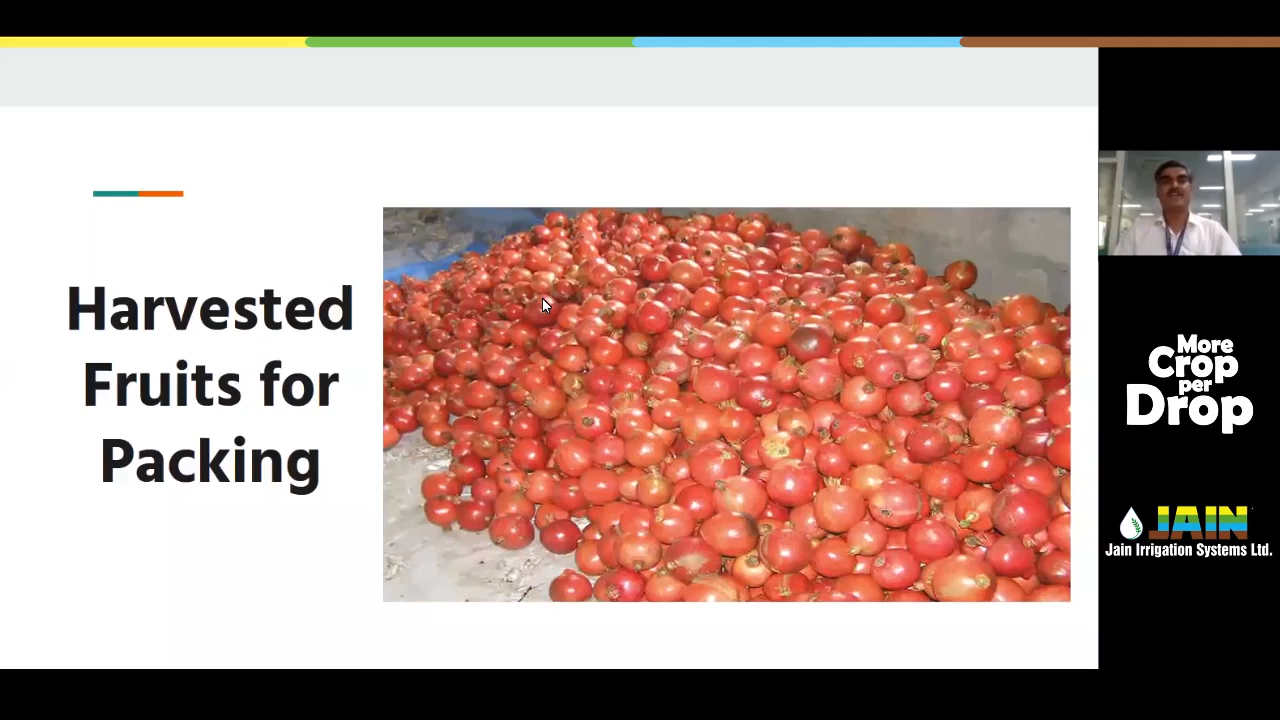 Harvested
Fruits for
Packing
More
Crop
per
Drop
JAIN
Jain Irrigation Systems Ltd.